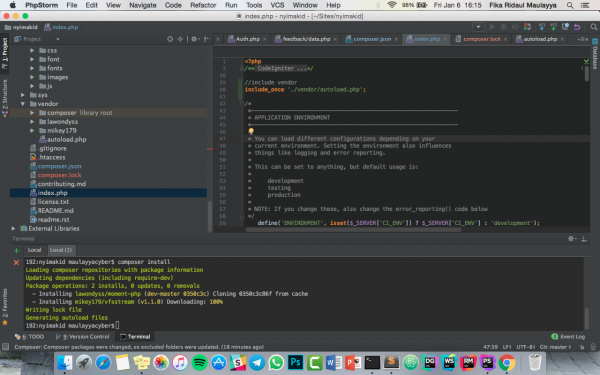 PhpStorm File Edit View Navigate Code Refactor Run Tools VCS Window Help 98% Fri Jan 6 16:15 Fika Ridaul Maulayya
index.php - nyimakid - [~/Sites/nyimakid]
nyimakid index.php
Project
Auth.php feedback/data.php composer.json index.php composer.lock autoload.php
css
font
fonts
images
js
sys
vendor
composer library root
lawondyss
mikey179
autoload.php
.gitignore
.htaccess
composer.json
composer.lock
contributing.md
index.php
license.txt
README.md
readme.rst
External Libraries
1: Project
7: Structure
2: Favorites
<?php
/** CodeIgniter ...*/
//include vendor
include_once './vendor/autoload.php';
/*
* APPLICATION ENVIRONMENT
* You can load different configurations depending on your
* current environment. Setting the environment also influences
* things like logging and error reporting.
* This can be set to anything, but default usage is:
* development
* testing
* production
* NOTE: If you change these, also change the error_reporting() code below
*/
define('ENVIRONMENT', isset($_SERVER['CI_ENV']) ? $_SERVER['CI_ENV'] : 'development');
Terminal
Local Local (1)
192:nyimakid maulayyacyber$ composer install
Loading composer repositories with package information
Updating dependencies (including require-dev)
Package operations: 2 installs, 0 updates, 0 removals
- Installing lawondyss/moment-php (dev-master 0350c3c) Cloning 0350c3c86f from cache
- Installing mikey179/vfsstream (v1.1.0) Downloading: 100%
Writing lock file
Generating autoload files
192:nyimakid maulayyacyber$
6: TODO 9: Version Control Terminal Event Log
Composer: Composer packages were changed, so excluded folders were updated. (18 minutes ago) 47:39 LF÷ UTF-8÷ Git: master÷